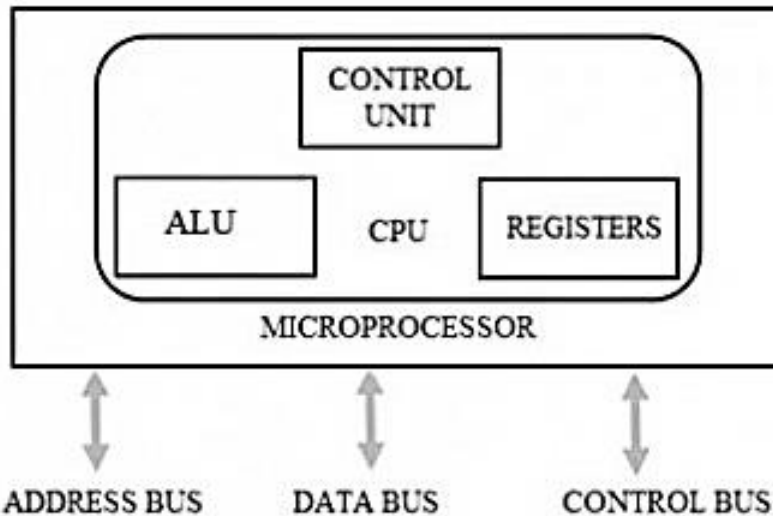 CONTROL
UNIT
ALU
CPU
REGISTERS
MICROPROCESSOR
ADDRESS BUS
DATA BUS
CONTROL BUS